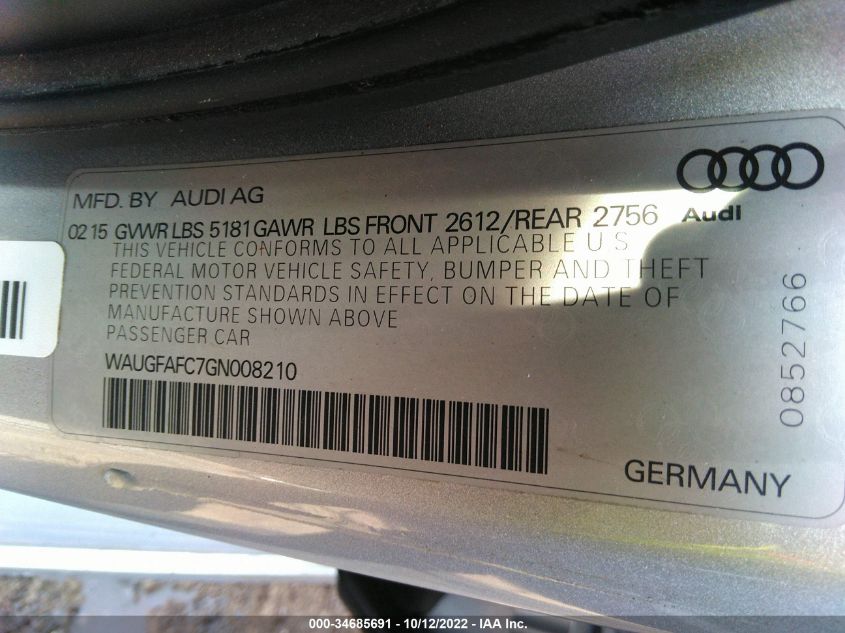 MFD. BY AUDI AG
02 15 GVWR LBS 5181 GAWR LBS FRONT 2612/REAR 2756
Audi
THIS VEHICLE CONFORMS TO ALL APPLICABLE U S
FEDERAL MOTOR VEHICLE SAFETY, BUMPER AND THEFT
PREVENTION STANDARDS IN EFFECT ON THE DATE OF
MANUFACTURE SHOWN ABOVE
PASSENGER CAR
WAUGFAFC7GN008210
0852766
GERMANY
000-34685691 - 10/12/2022 - IAA Inc.